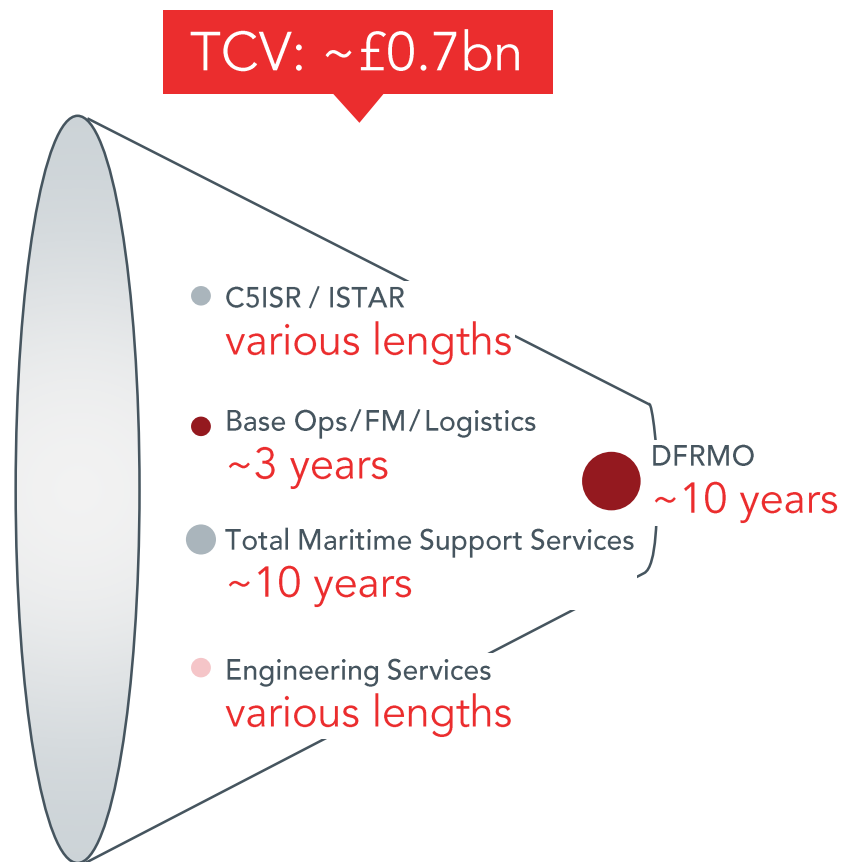 TCV: ~£0.7bn
C5ISR / ISTAR
various lengths
Base Ops/FM/Logistics
~3 years
DFRMO
~10 years
Total Maritime Support Services
~10 years
Engineering Services
various lengths